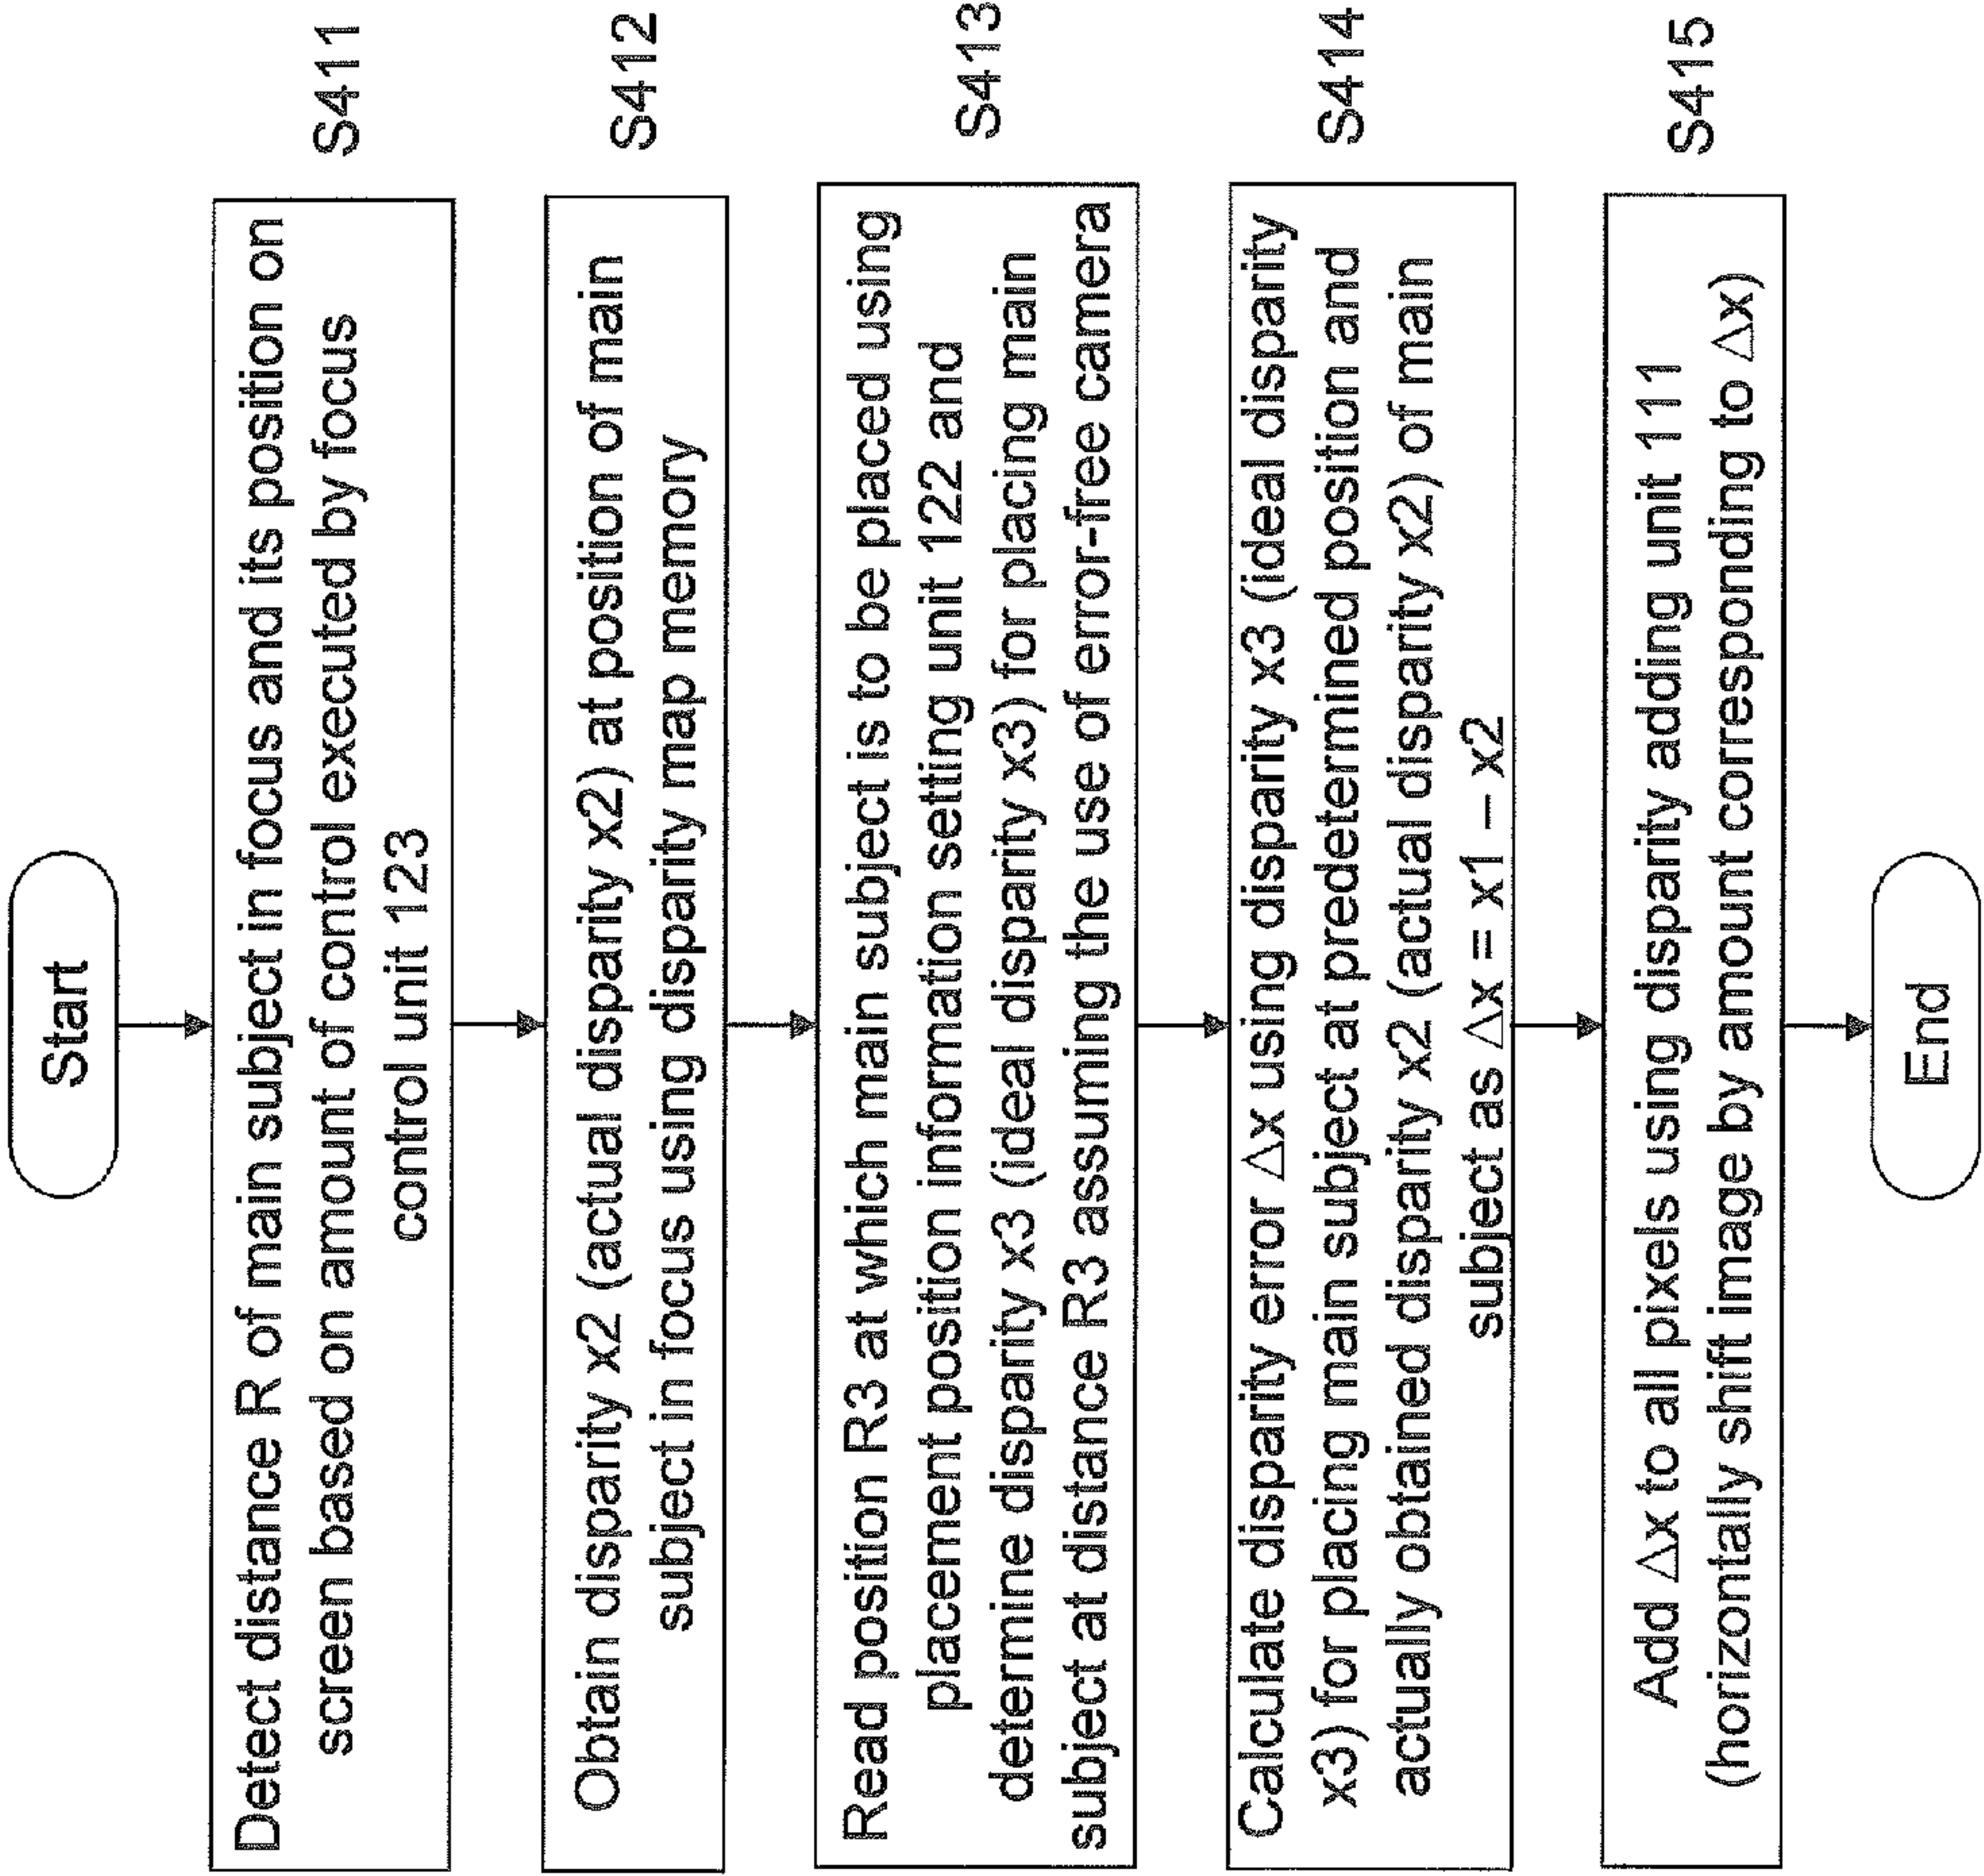 Start
Detect distance R of main subject in focus and its position on
screen based on amount of control executed by focus
control unit 123
S411
Obtain disparity x2 (actual disparity x2) at position of main
subject in focus using disparity map memory
S412
Read position R3 at which main subject is to be placed using
placement position information setting unit 122 and
determine disparity x3 (ideal disparity x3) for placing main
subject at distance R3 assuming the use of error-free camera
S413
Calculate disparity error △x using disparity x3 (ideal disparity
x3) for placing main subject at predetermined position and
actually obtained disparity x2 (actual disparity x2) of main
subject as △x = x1 – x2
S414
Add △x to all pixels using disparity adding unit 111
(horizontally shift image by amount corresponding to △x)
S415
End